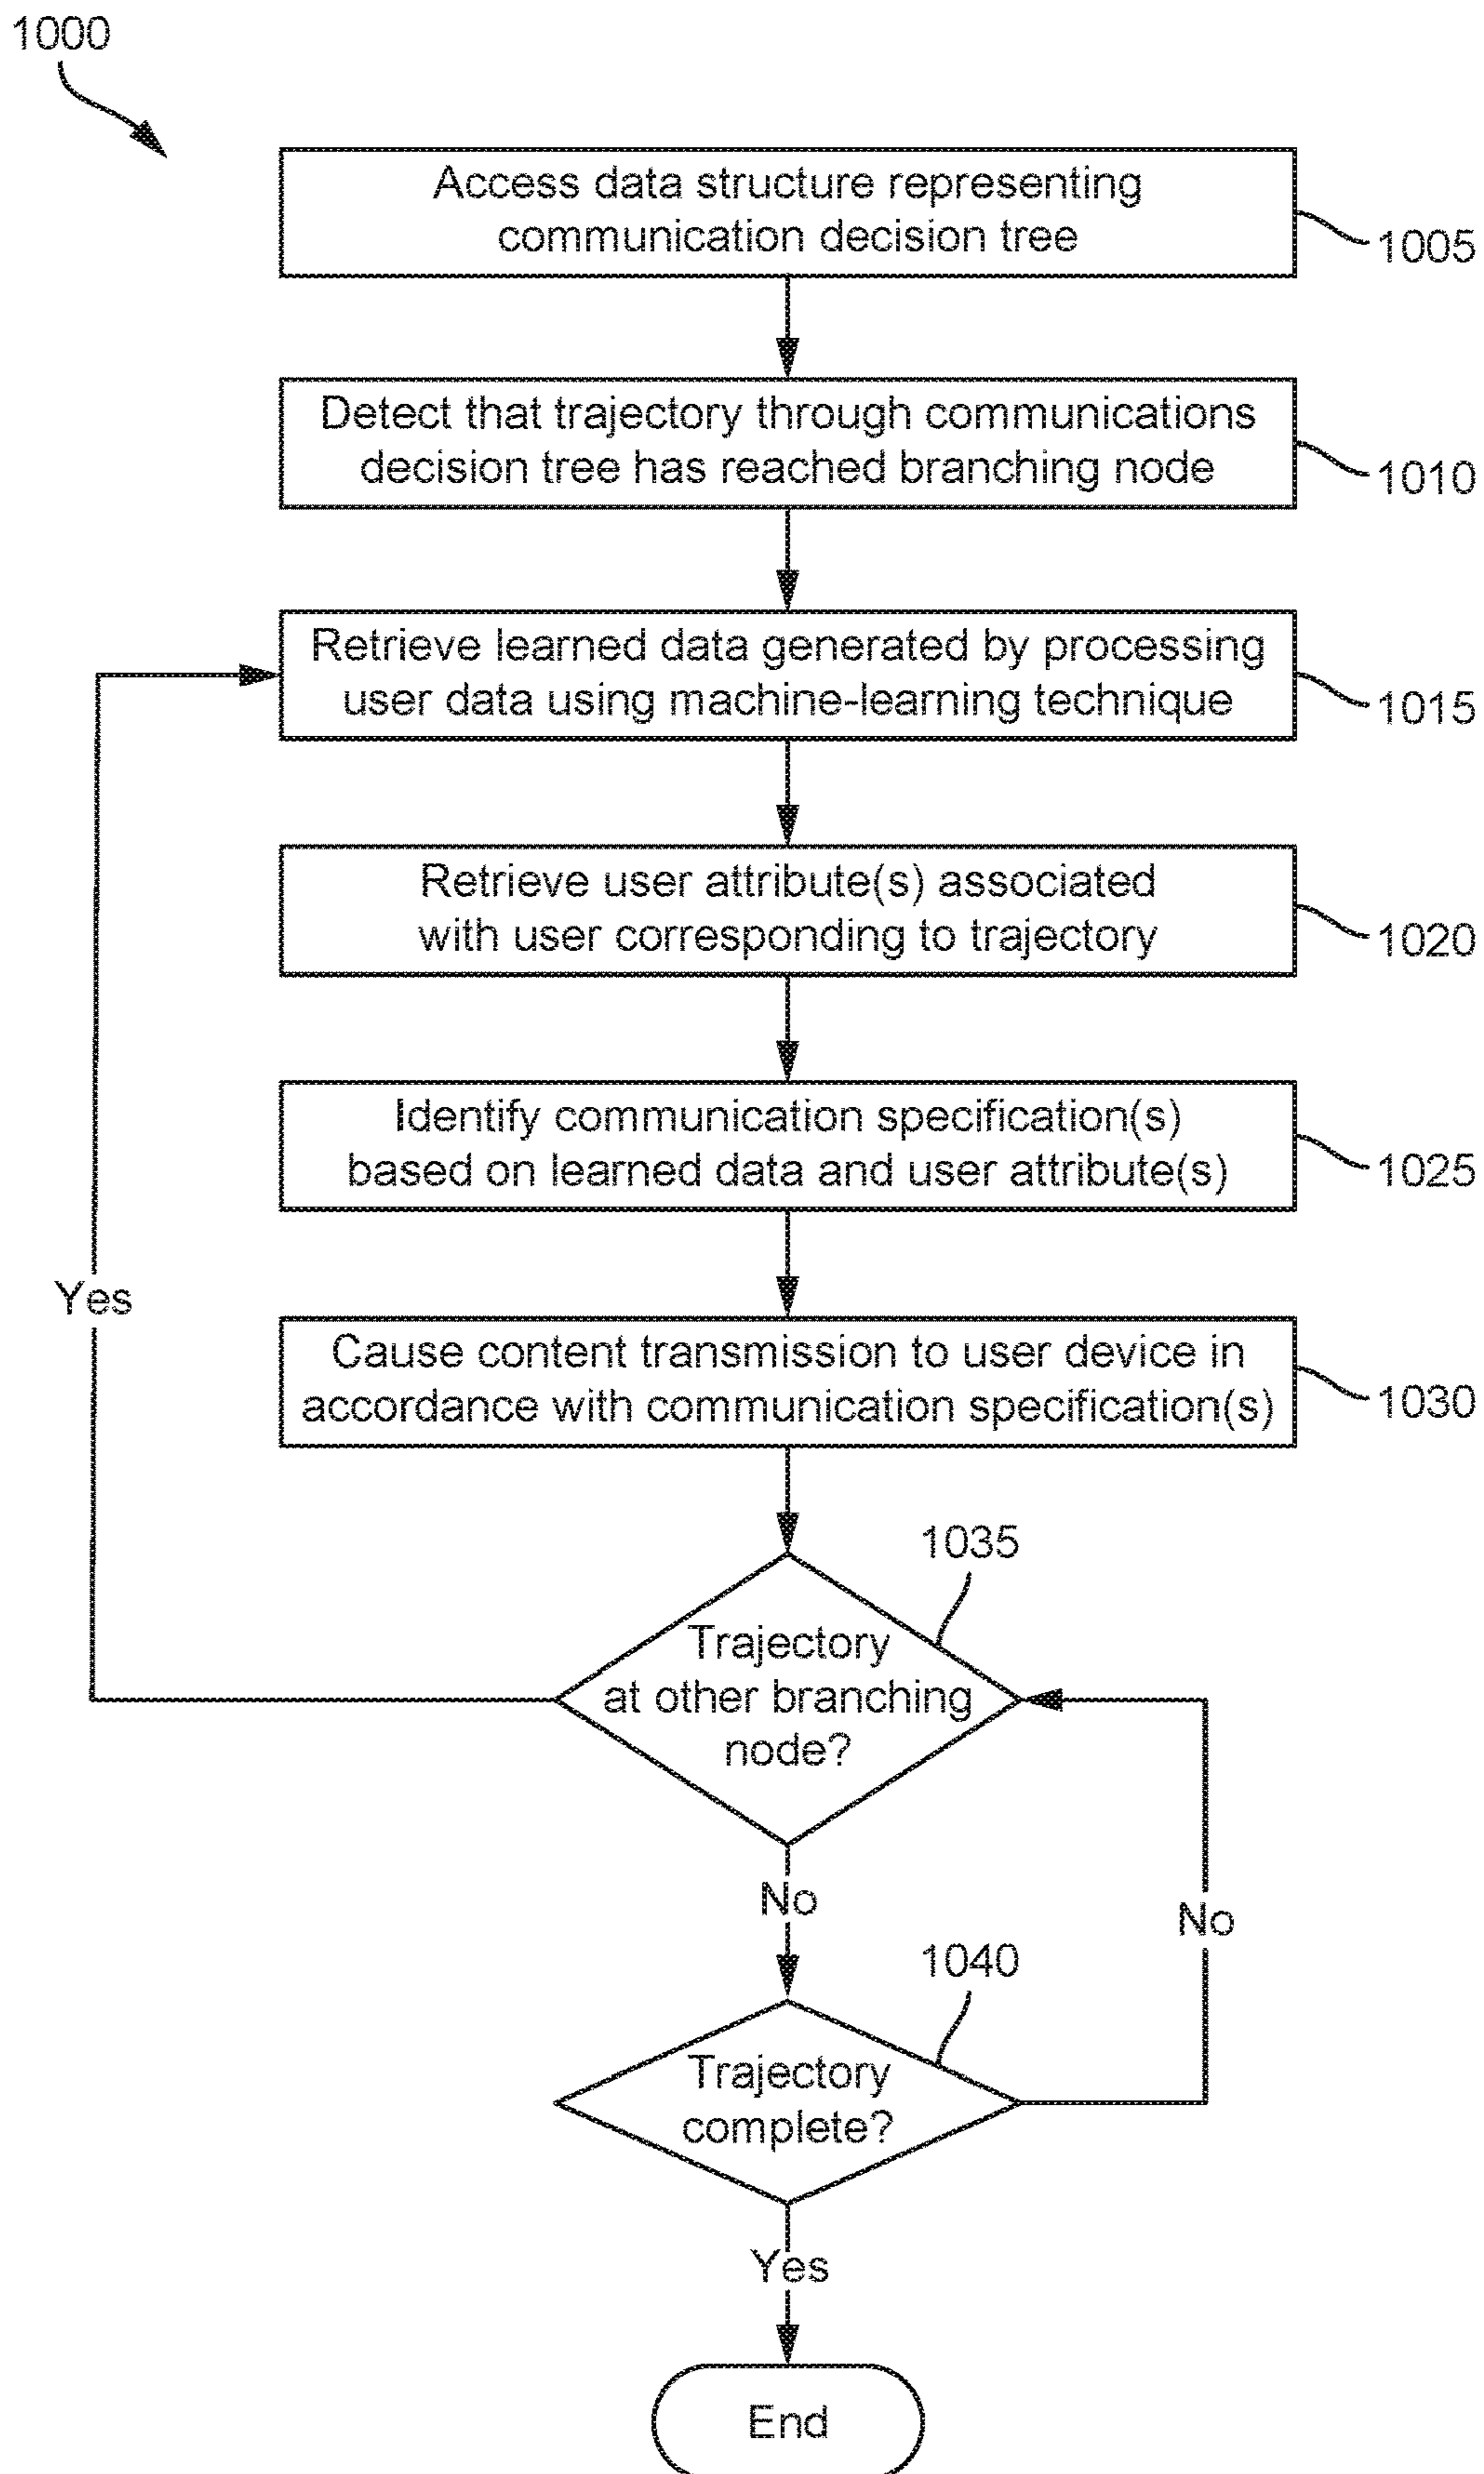 1000
Access data structure representing
communication decision tree
1005
Detect that trajectory through communications
decision tree has reached branching node
1010
Retrieve learned data generated by processing
user data using machine-learning technique
1015
Retrieve user attribute(s) associated
with user corresponding to trajectory
1020
Identify communication specification(s)
based on learned data and user attribute(s)
1025
Yes
Cause content transmission to user device in
accordance with communication specification(s)
1030
1035
Trajectory
at other branching
node?
No
No
1040
Trajectory
complete?
Yes
End